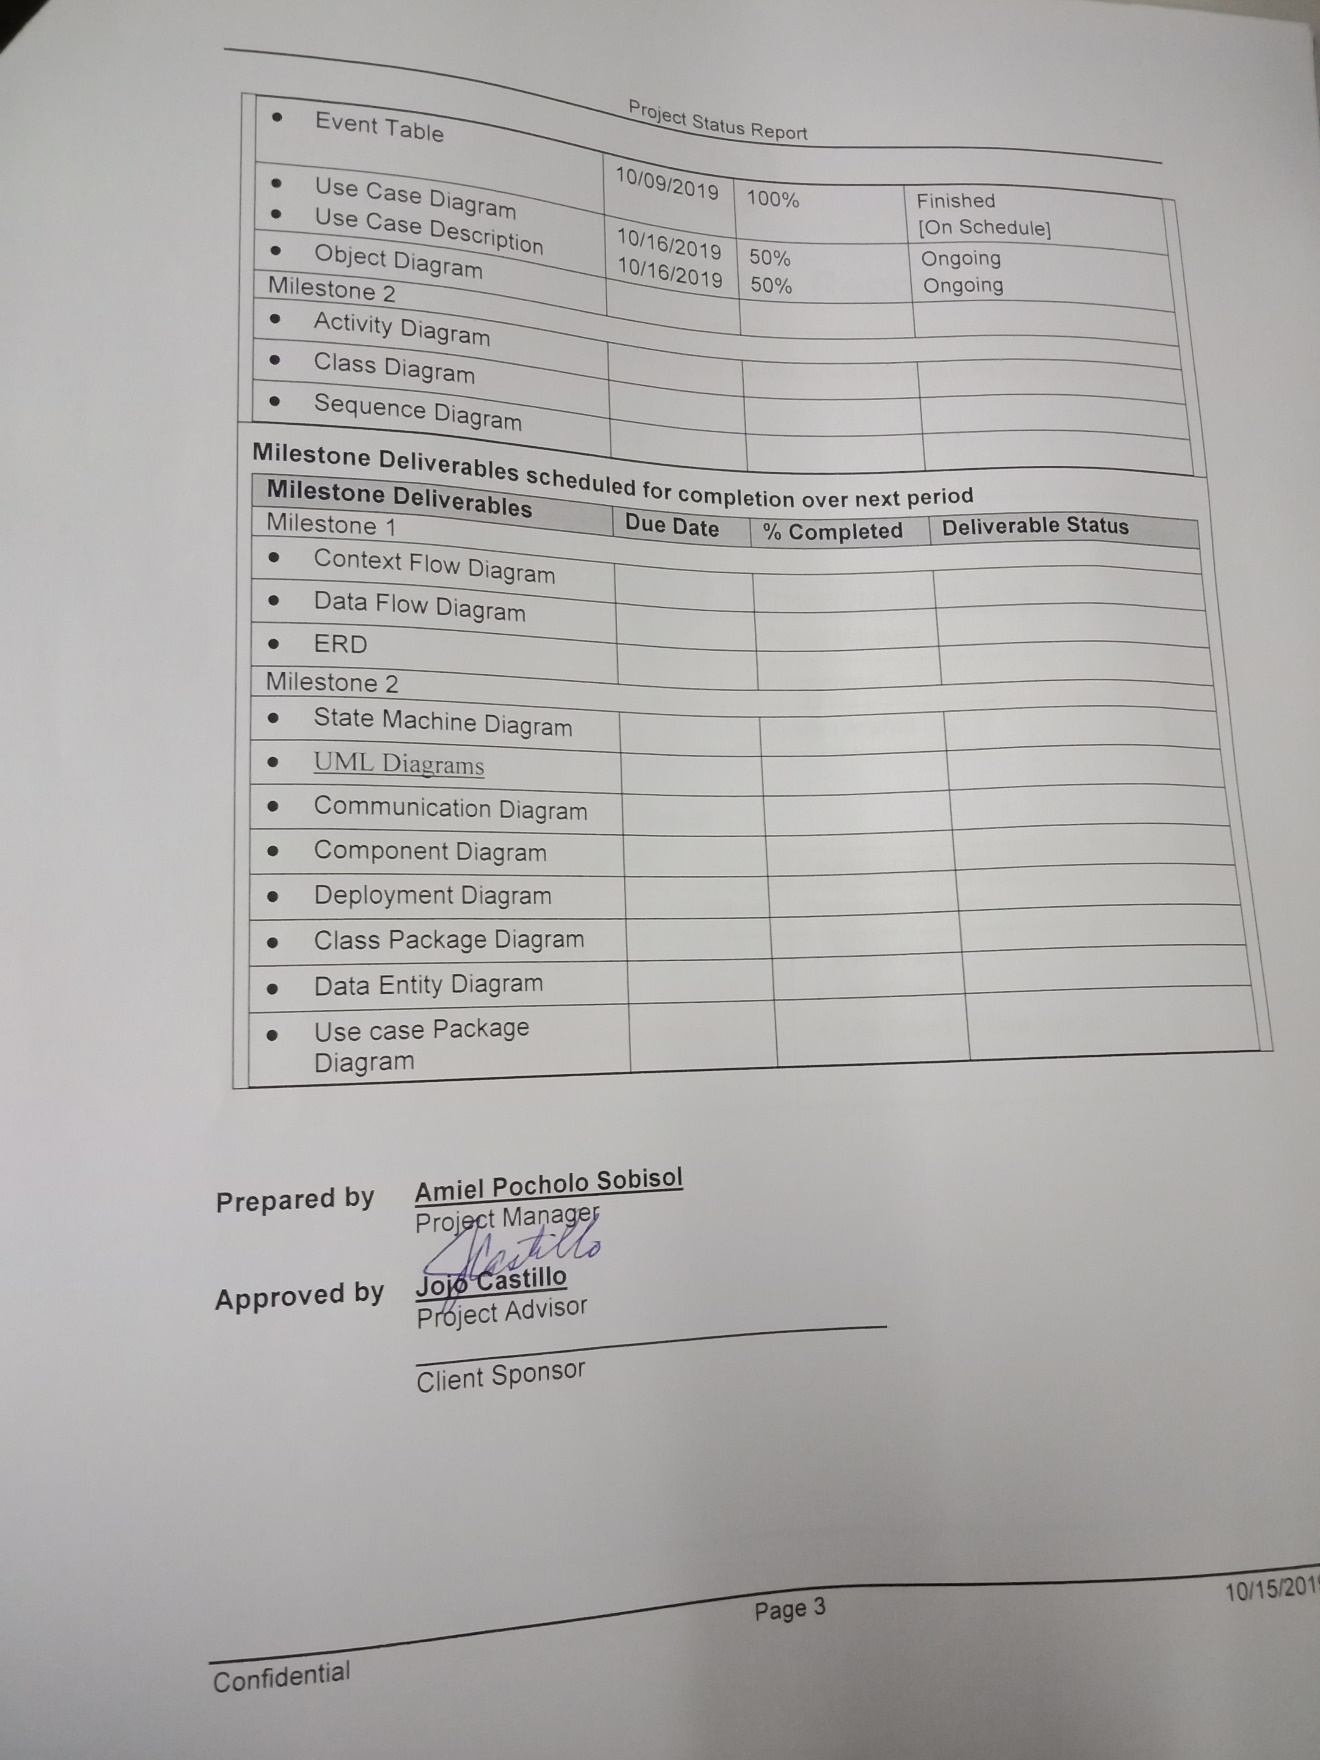 Project Status Report
• Event Table 10/09/2019 100% Finished
[On Schedule]
• Use Case Diagram 10/16/2019 50% Ongoing
• Use Case Description 10/16/2019 50% Ongoing
• Object Diagram
Milestone 2
• Activity Diagram
• Class Diagram
• Sequence Diagram
Milestone Deliverables scheduled for completion over next period
Milestone Deliverables Due Date % Completed Deliverable Status
Milestone 1
• Context Flow Diagram
• Data Flow Diagram
• ERD
Milestone 2
• State Machine Diagram
• UML Diagrams
• Communication Diagram
• Component Diagram
• Deployment Diagram
• Class Package Diagram
• Data Entity Diagram
• Use case Package
Diagram
Prepared by Amiel Pocholo Sobisol
Project Manager
JCastillo
Approved by Jojo Castillo
Project Advisor
Client Sponsor
Confidential Page 3 10/15/2019